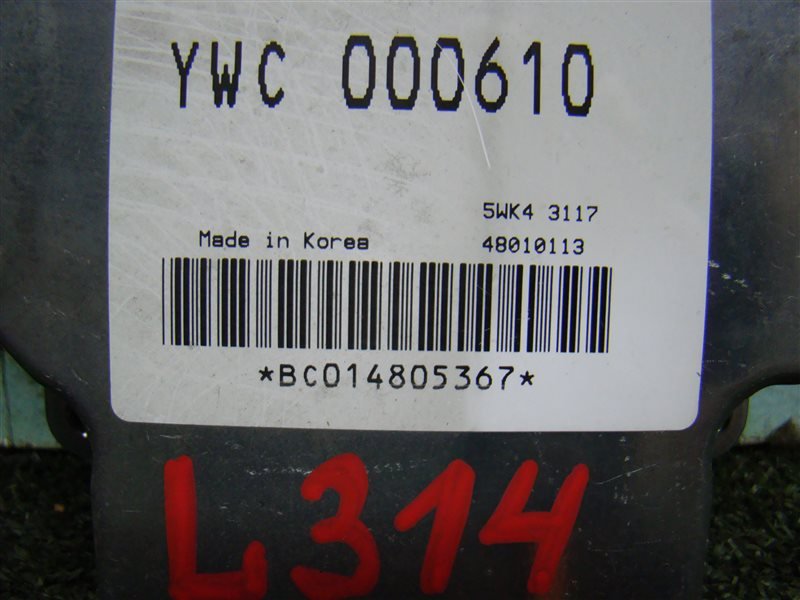 YWC 000610
5WK4 3117
Made in Korea 48010113
*BC014805367*
L314